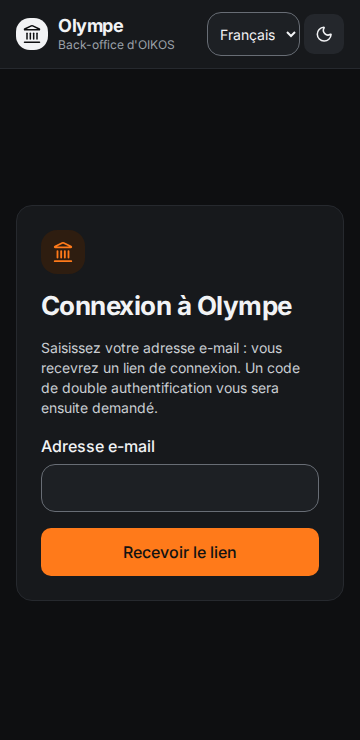 Olympe
Back-office d'OIKOS
Français
Connexion à Olympe
Saisissez votre adresse e-mail : vous
recevrez un lien de connexion. Un code
de double authentification vous sera
ensuite demandé.
Adresse e-mail
Recevoir le lien